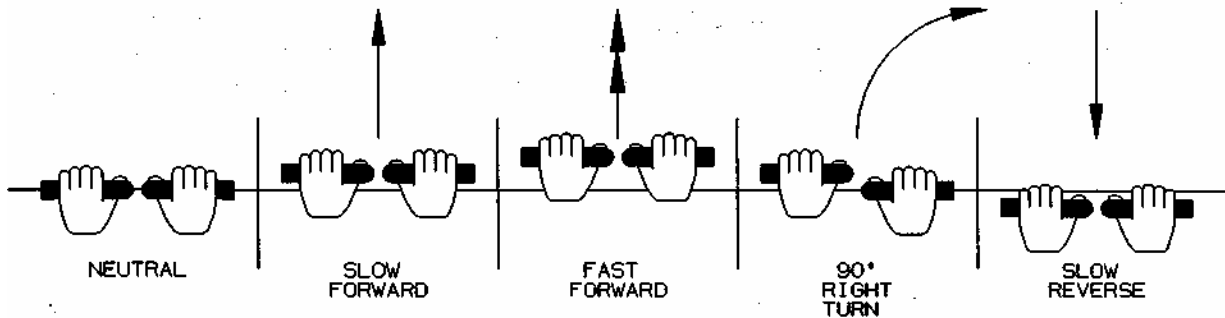 NEUTRAL
SLOW
FORWARD
FAST
FORWARD
90°
RIGHT
TURN
SLOW
REVERSE